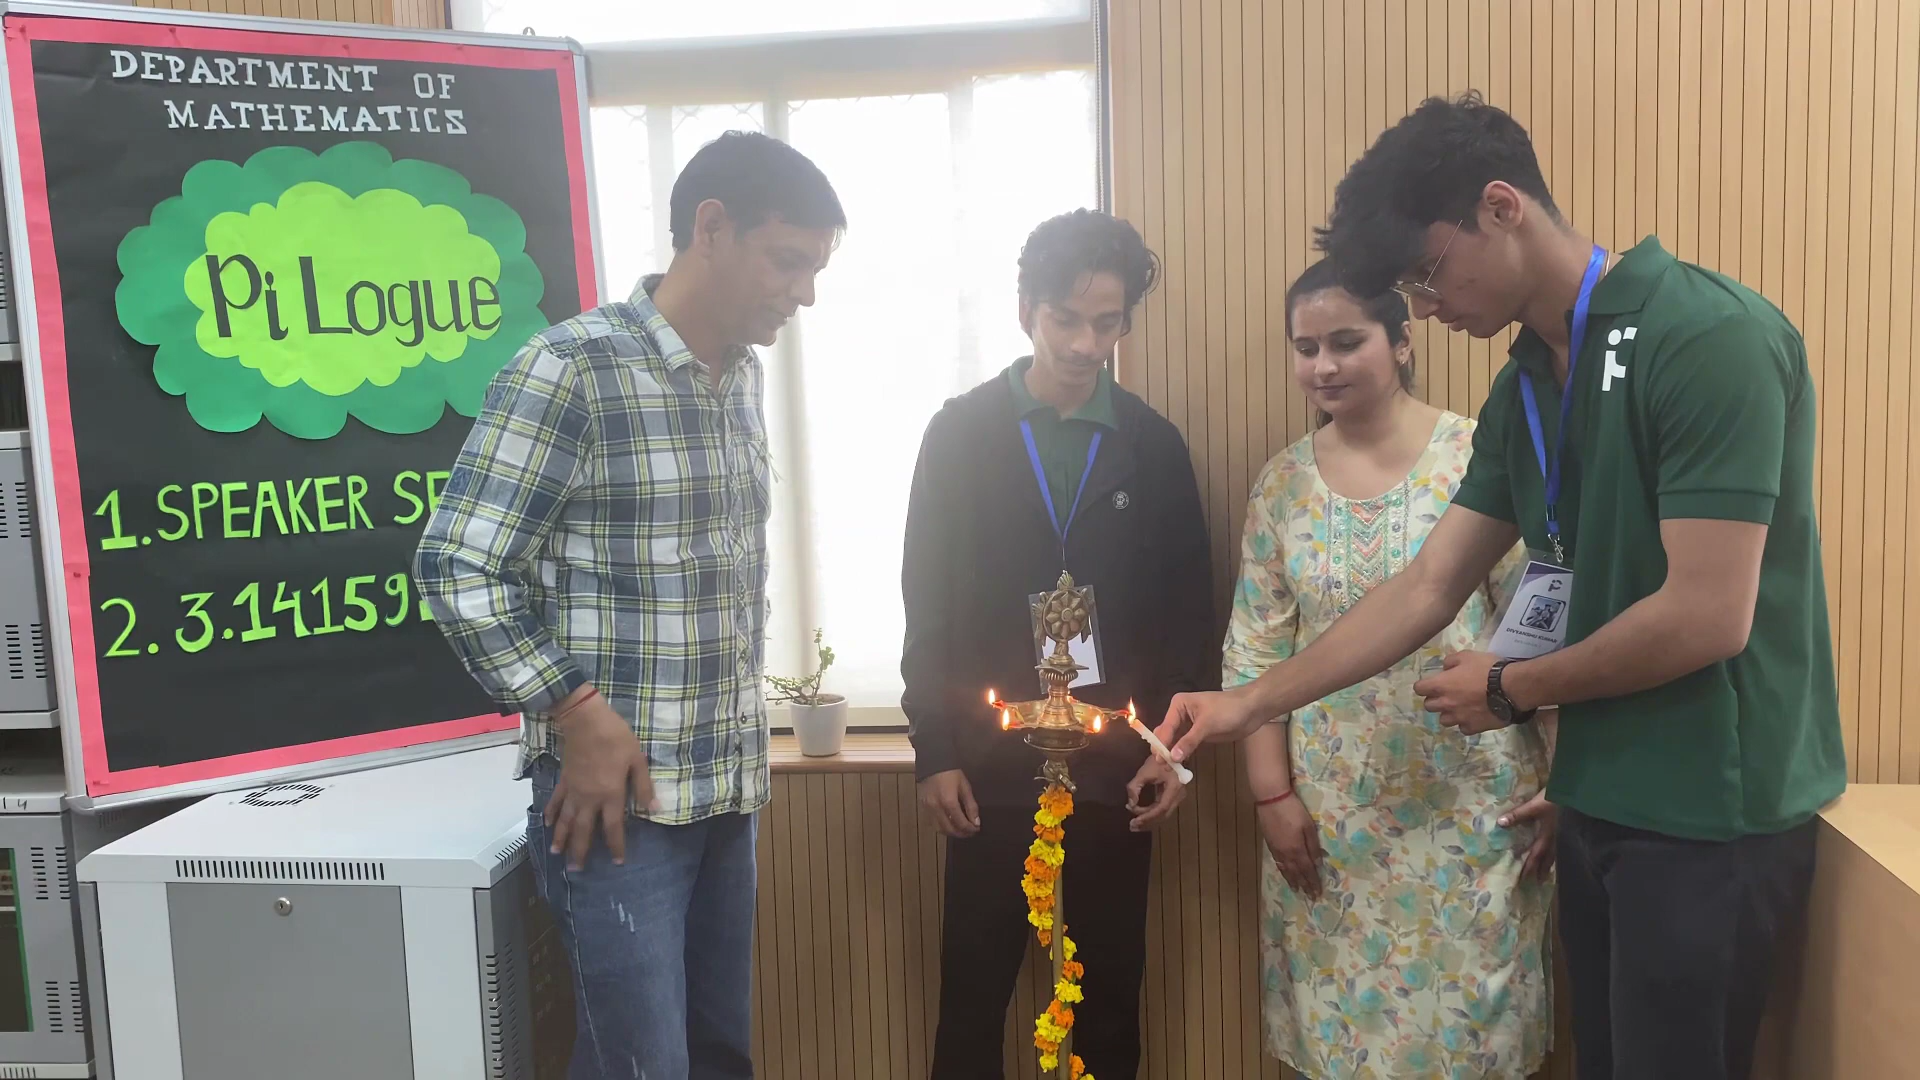 DEPARTMENT OF
MATHEMATICS
Pi Logue
1. SPEAKER SE
2. 3.14159